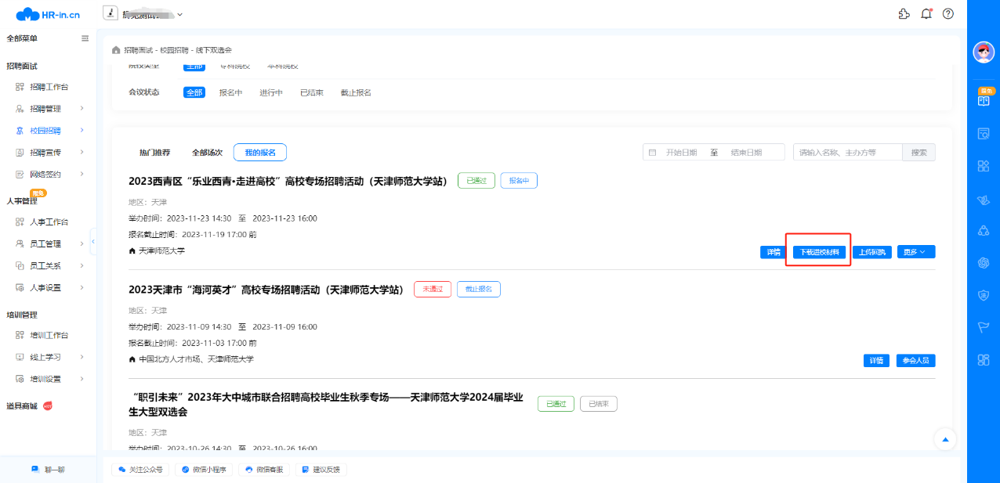 HR-in.cn
全部菜单
招聘面试 - 校园招聘 - 线下双选会
招聘面试
招聘工作台
招聘管理
校园招聘
招聘宣传
网络签约
限免
人事管理
人事工作台
员工管理
员工关系
人事设置
培训管理
培训工作台
线上学习
培训设置
道具商城 HOT
聊一聊
院校类型 全部 专科院校 本科院校
会议状态 全部 报名中 进行中 已结束 截止报名
热门推荐 全部场次 我的报名 开始日期 至 结束日期 请输入名称、主办方等 搜索
2023西青区“乐业西青•走进高校”高校专场招聘活动（天津师范大学站） 已通过 报名中
地区：天津
举办时间：2023-11-23 14:30 至 2023-11-23 16:00
报名截止时间：2023-11-19 17:00 前
天津师范大学
详情 下载进校材料 上传回执 更多
2023天津市“海河英才”高校专场招聘活动（天津师范大学站） 未通过 截止报名
地区：天津
举办时间：2023-11-09 14:30 至 2023-11-09 16:00
报名截止时间：2023-11-03 17:00 前
中国北方人才市场、天津师范大学
详情 参会人员
“职引未来”2023年大中城市联合招聘高校毕业生秋季专场——天津师范大学2024届毕业
生大型双选会 已通过 已结束
地区：天津
举办时间：2023-10-26 14:30 至 2023-10-26 16:00
关注公众号 微信小程序 微信客服 建议反馈
限免